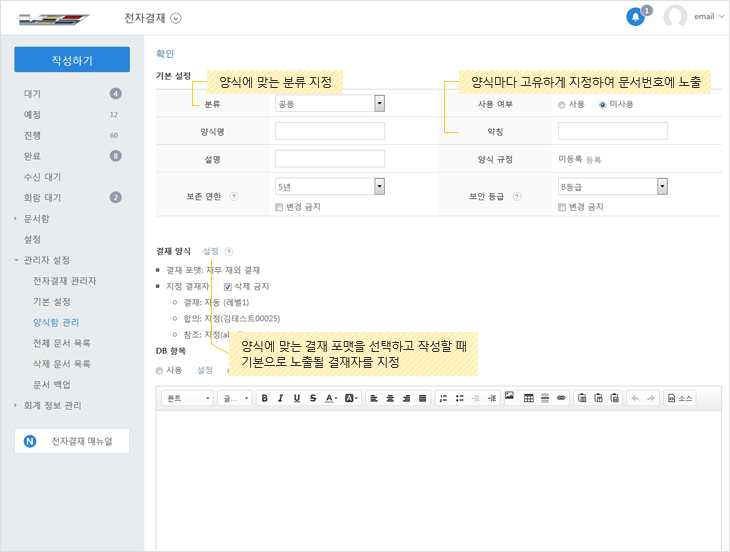 전자결재
1
email
작성하기
대기 4
예정 12
진행 60
완료 8
수신 대기
회람 대기 2
문서함
설정
관리자 설정
전자결재 관리자
기본 설정
양식함 관리
전체 문서 목록
삭제 문서 목록
문서 백업
회계 정보 관리
N 전자결재 매뉴얼
확인
기본 설정
양식에 맞는 분류 지정
양식마다 고유하게 지정하여 문서번호에 노출
분류 공용 사용 여부 사용 미사용
양식명 약칭
설명 양식 규정 미등록 등록
보존 연한 ? 5년 보안 등급 ? B등급
변경 금지 변경 금지
결재 양식 설정 ?
결재 포맷: 재무 제외 결재
지정 결재자 삭제 금지
결재: 자동 (레벨1)
합의: 지정(김테스트00025)
참조: 지정(ab
양식에 맞는 결재 포맷을 선택하고 작성할 때
기본으로 노출될 결재자를 지정
DB 항목
사용 설정
폰트 글... B I U S A A 소스